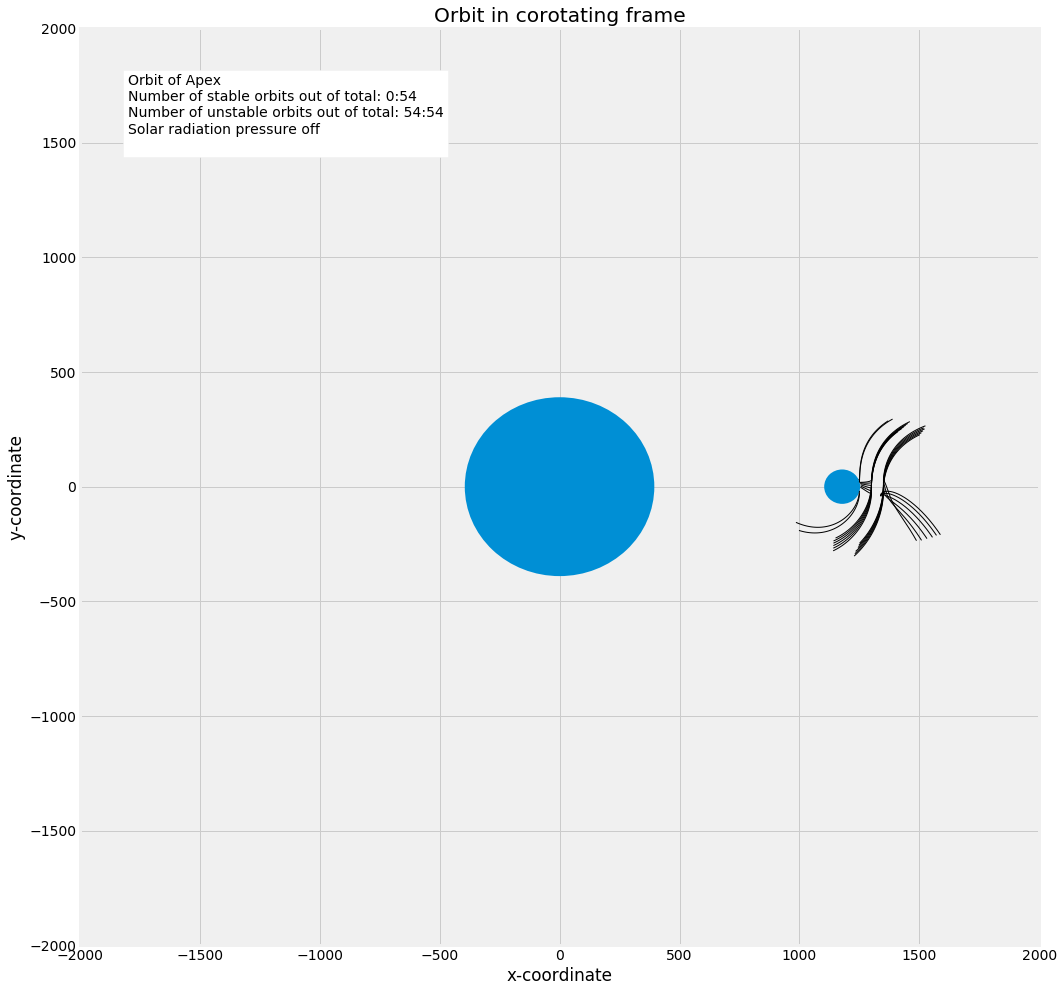 Orbit in corotating frame
2000
Orbit of Apex
Number of stable orbits out of total: 0:54
Number of unstable orbits out of total: 54:54
Solar radiation pressure off
1500
1000
500
0
−500
−1000
−1500
−2000
y-coordinate
−2000 −1500 −1000 −500 0 500 1000 1500 2000
x-coordinate